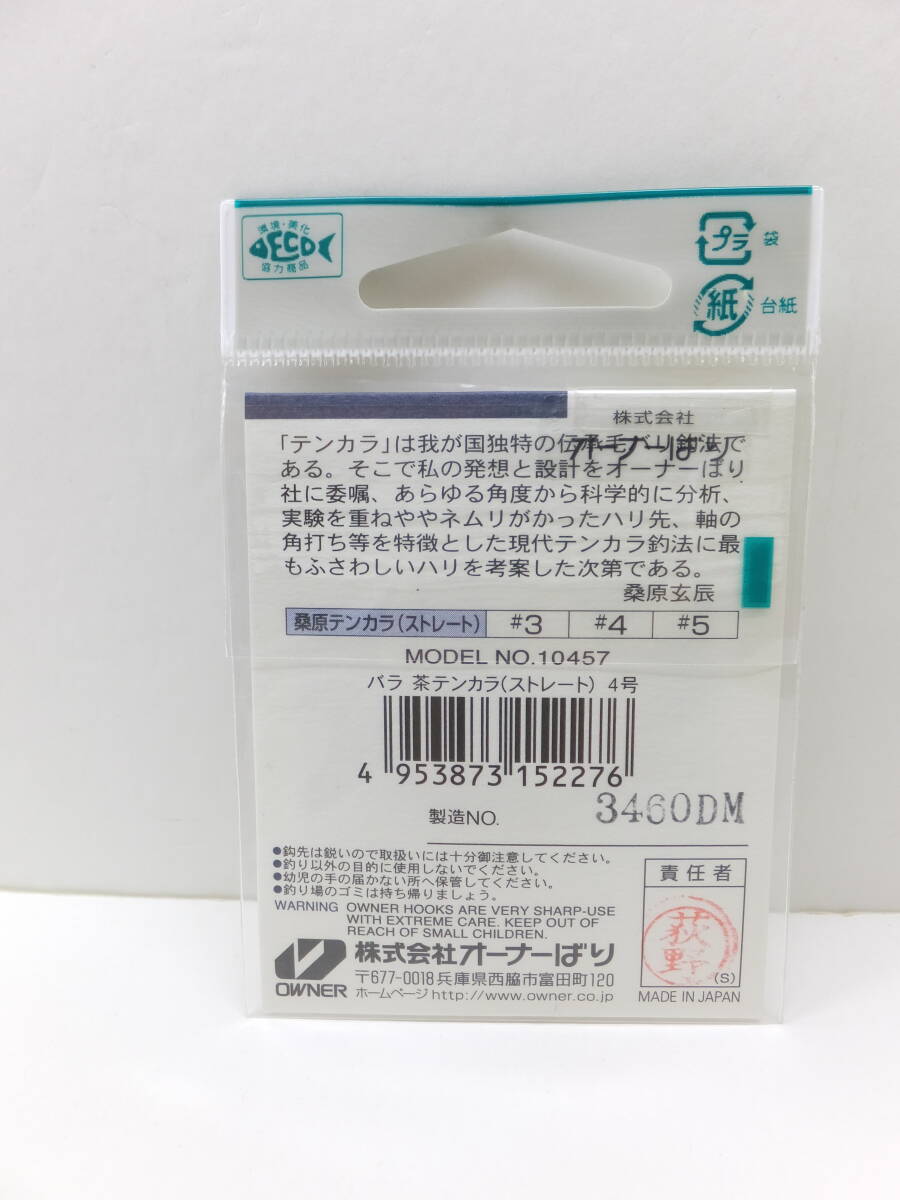 環境・美化
ECO
協力商品
プラ 袋
紙 台紙
株式会社
オーナーばり
「テンカラ」は我が国独特の伝承毛バリ釣法で
ある。そこで私の発想と設計をオーナーばり
社に委嘱、あらゆる角度から科学的に分析、
実験を重ねややネムリがかったハリ先、軸の
角打ち等を特徴とした現代テンカラ釣法に最
もふさわしいハリを考案した次第である。
桑原玄辰
桑原テンカラ(ストレート) #3 #4 #5
MODEL NO.10457
バラ 茶テンカラ(ストレート) 4号
4 953873 152276
製造NO. 3460DM
●鈎先は鋭いので取扱いには十分御注意してください。
●釣り以外の目的に使用しないでください。
●幼児の手の届かない所へ保管してください。
●釣り場のゴミは持ち帰りましょう。
WARNING OWNER HOOKS ARE VERY SHARP-USE
WITH EXTREME CARE. KEEP OUT OF
REACH OF SMALL CHILDREN.
責任者
荻野
(S)
OWNER
株式会社オーナーばり
〒677-0018兵庫県西脇市富田町120
ホームページ http://www.owner.co.jp
MADE IN JAPAN